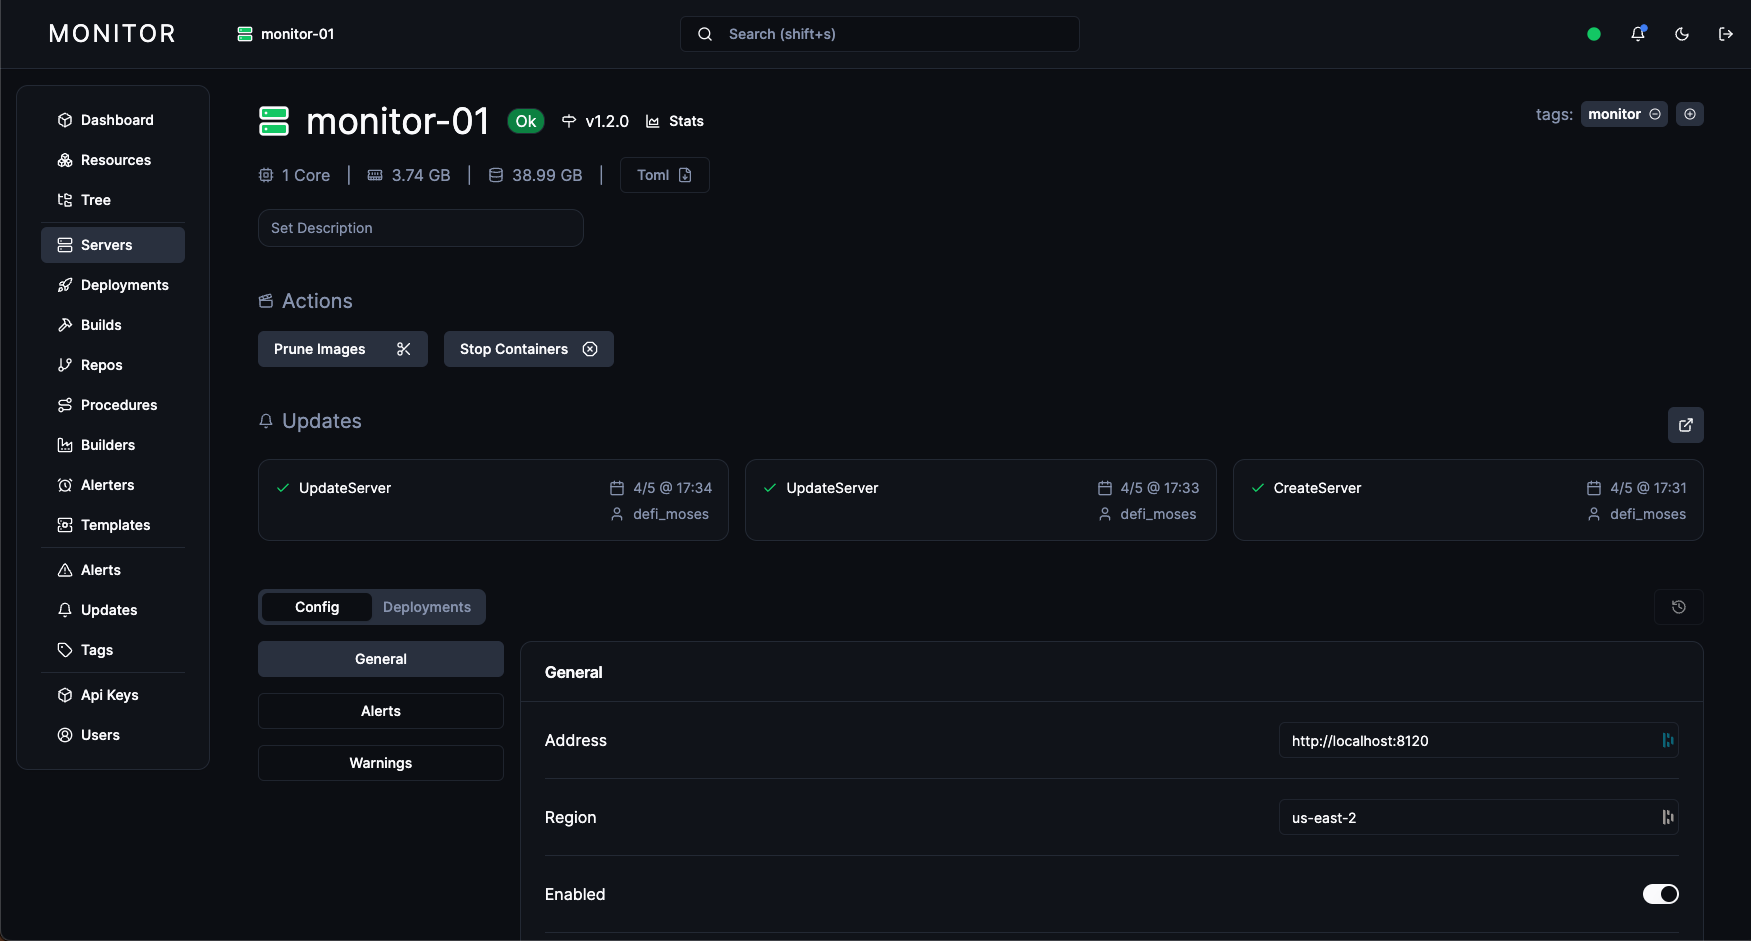 MONITOR
monitor-01
Search (shift+s)
Dashboard
Resources
Tree
Servers
Deployments
Builds
Repos
Procedures
Builders
Alerters
Templates
Alerts
Updates
Tags
Api Keys
Users
monitor-01 Ok v1.2.0 Stats
tags: monitor
1 Core | 3.74 GB | 38.99 GB | Toml
Set Description
Actions
Prune Images
Stop Containers
Updates
UpdateServer 4/5 @ 17:34
defi_moses
UpdateServer 4/5 @ 17:33
defi_moses
CreateServer 4/5 @ 17:31
defi_moses
Config Deployments
General
Alerts
Warnings
General
Address http://localhost:8120
Region us-east-2
Enabled